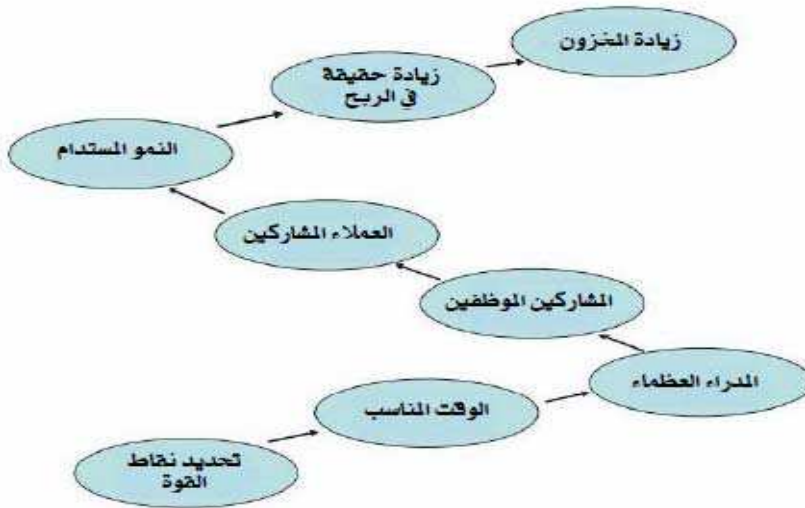 زيادة المخزون
زيادة حقيقة
في الربح
النمو المستدام
العملاء المشاركين
المشاركين الموظفين
المدراء العظماء
الوقت المناسب
تحديد نقاط
القوة